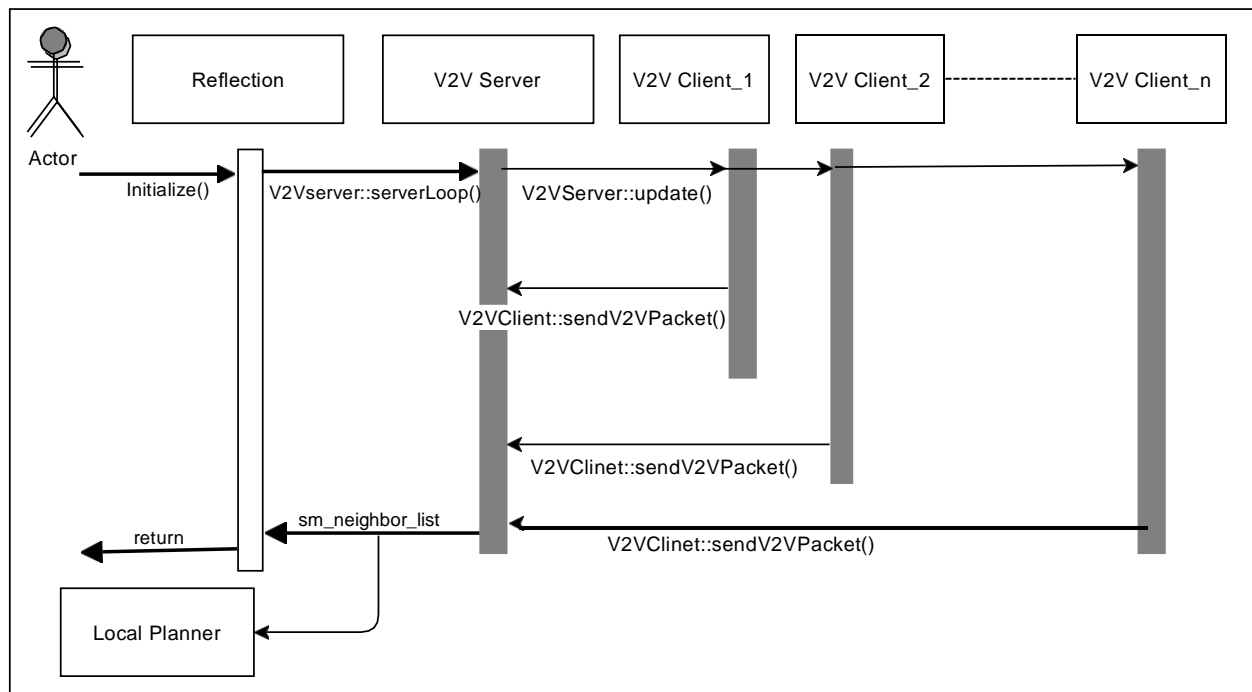 Reflection
V2V Server
V2V Client_1
V2V Client_2
V2V Client_n
Actor
Initialize()
V2Vserver::serverLoop()
V2VServer::update()
V2VClient::sendV2VPacket()
V2VClinet::sendV2VPacket()
sm_neighbor_list
return
V2VClinet::sendV2VPacket()
Local Planner